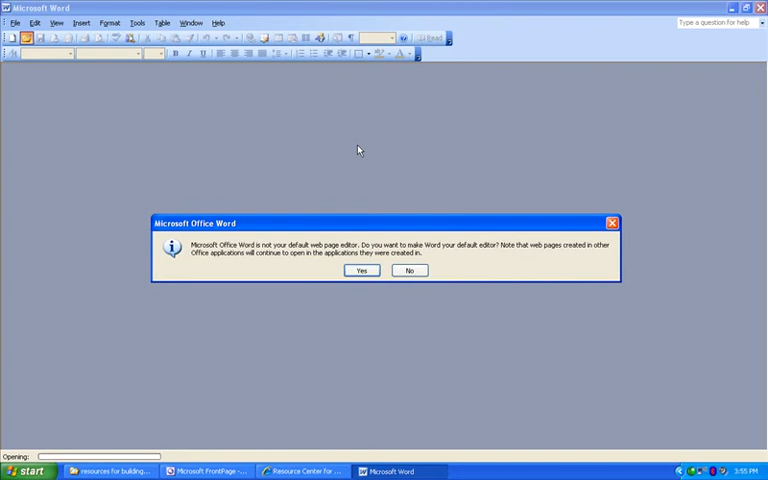 Microsoft Word
File Edit View Insert Format Tools Table Window Help
Type a question for help
Read
Microsoft Office Word
Microsoft Office Word is not your default web page editor. Do you want to make Word your default editor? Note that web pages created in other
Office applications will continue to open in the applications they were created in.
Yes No
Opening:
start resources for building... Microsoft FrontPage -... Resource Center for ... Microsoft Word 3:55 PM